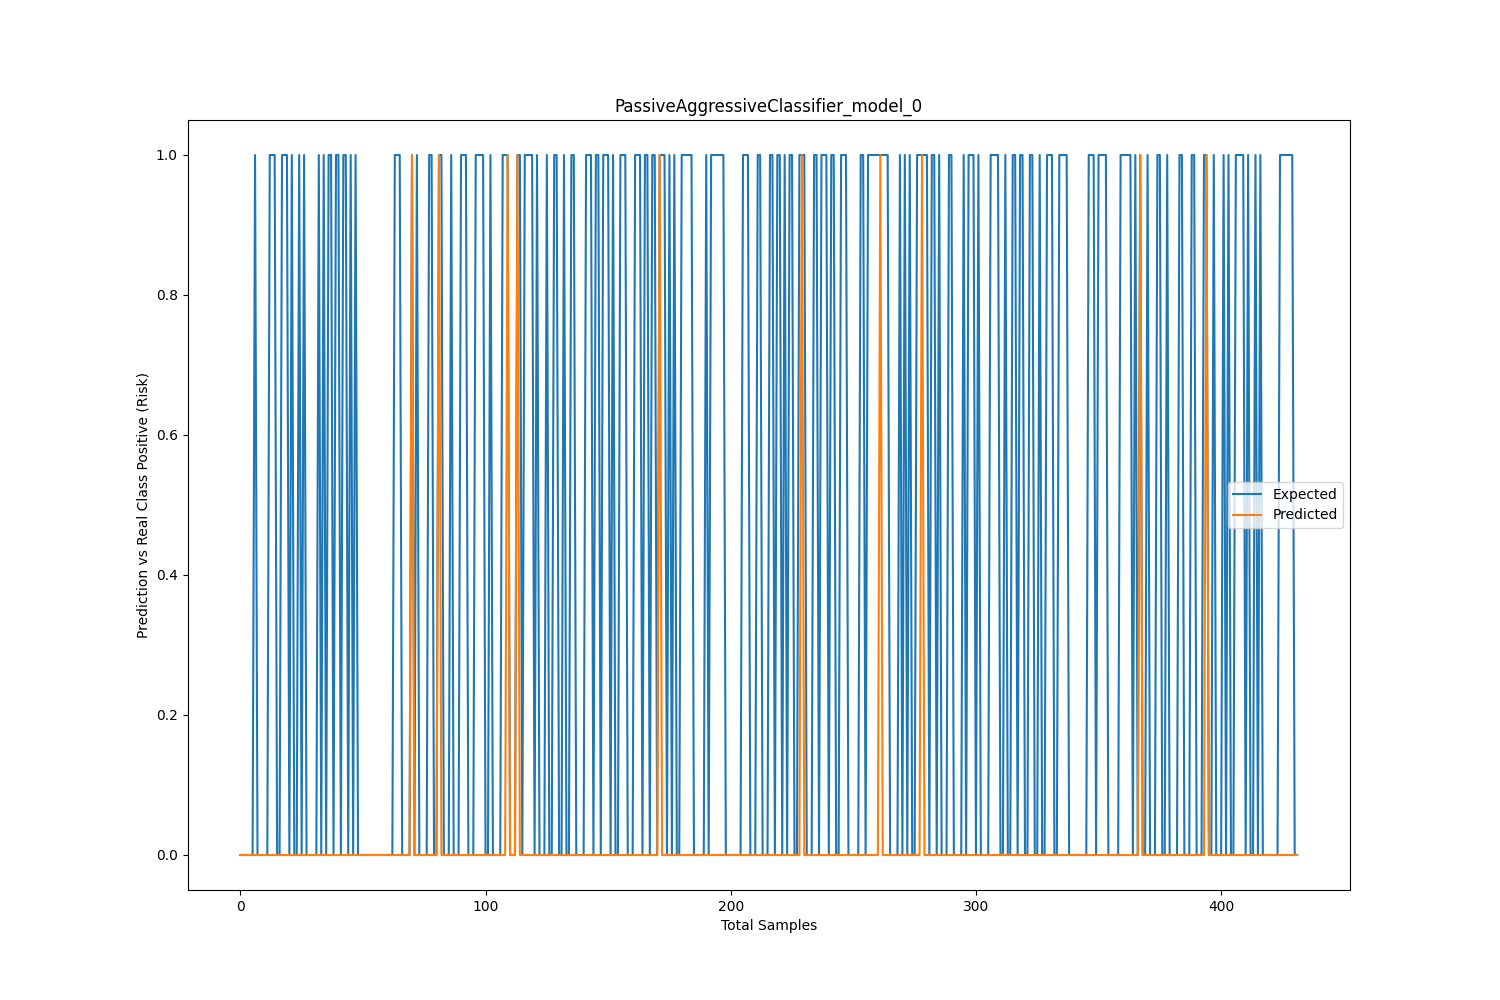 PassiveAggressiveClassifier_model_0
1.0
0.8
0.6
0.4
0.2
0.0
Prediction vs Real Class Positive (Risk)
Expected
Predicted
0 100 200 300 400
Total Samples